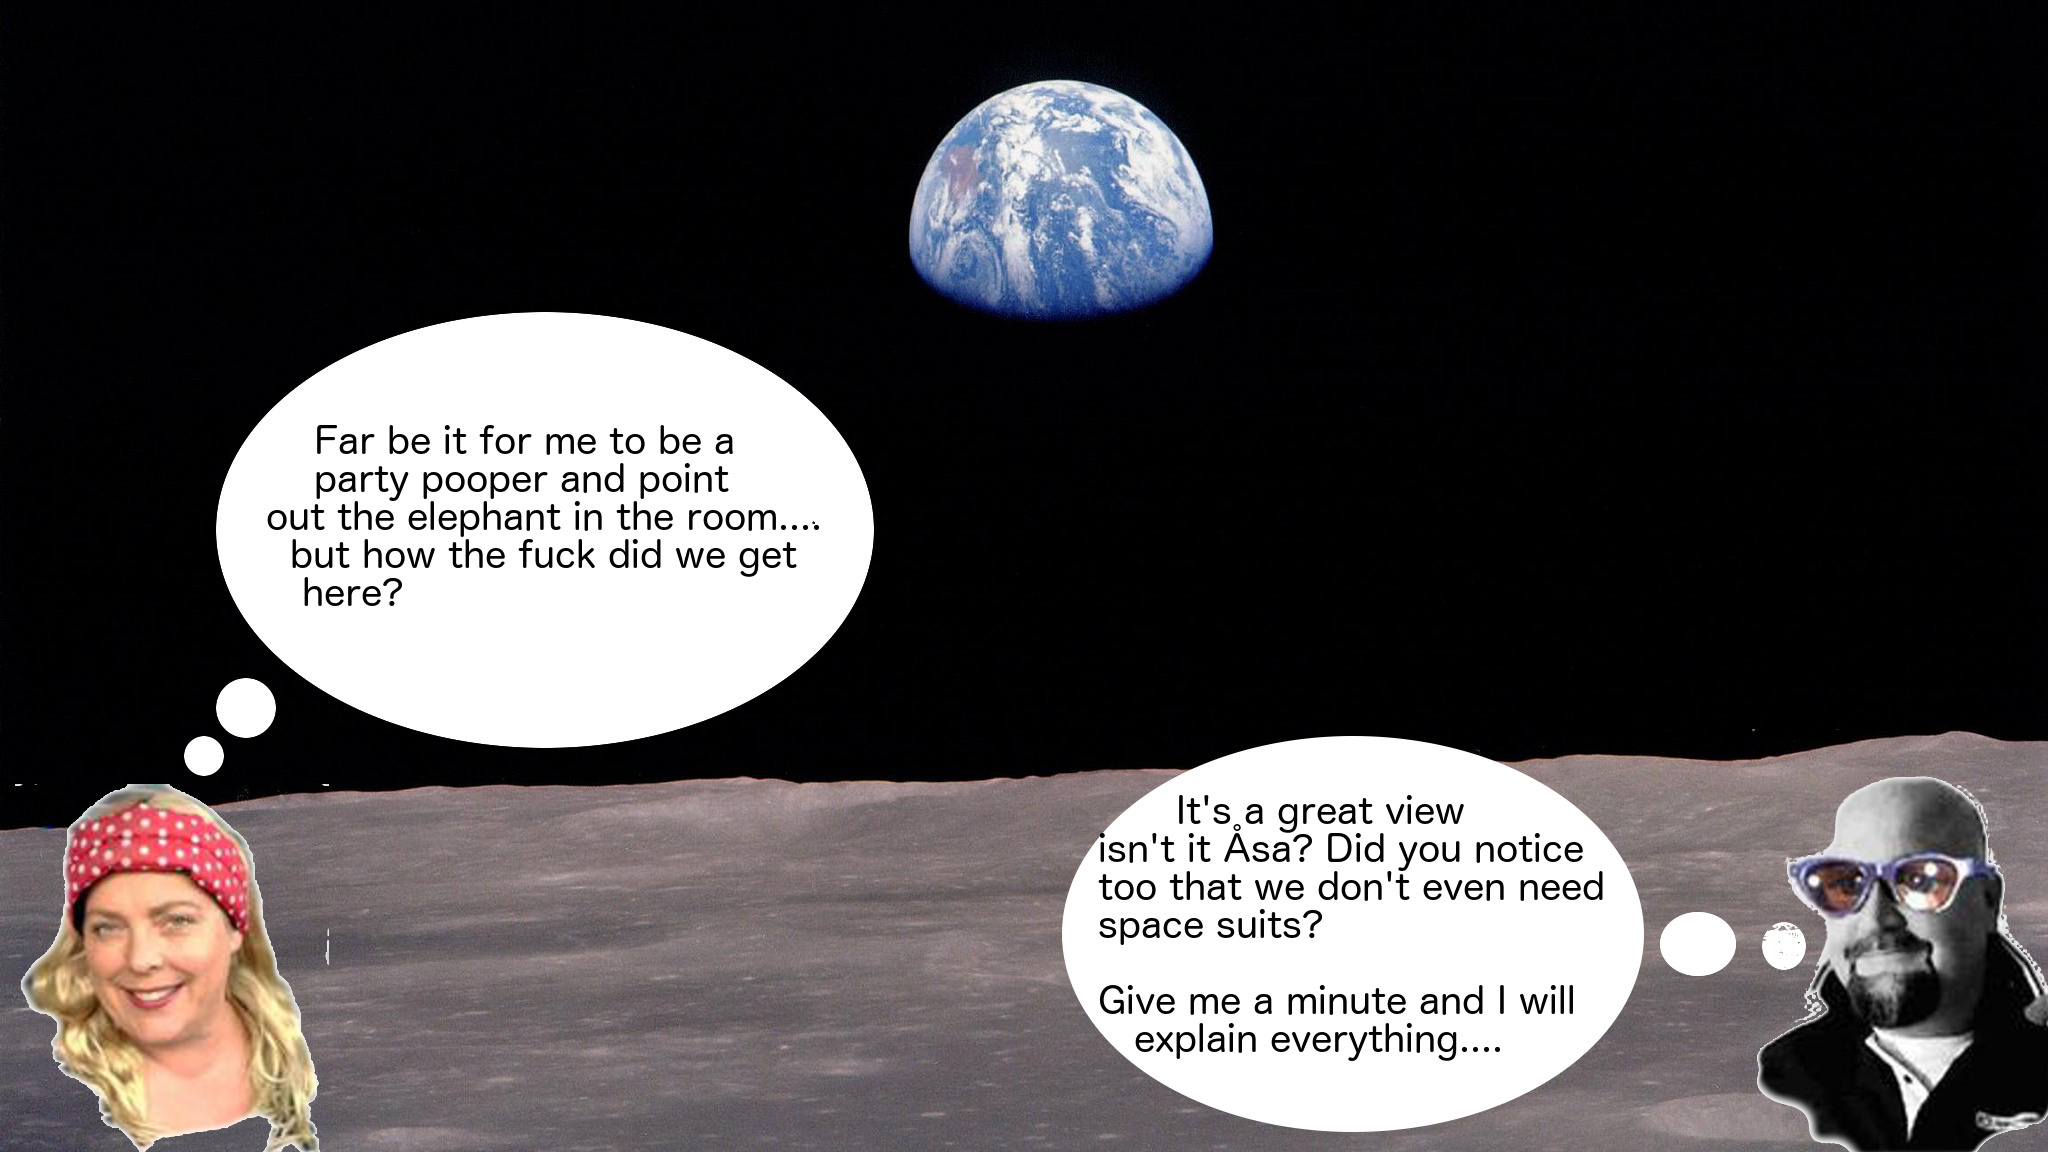 Far be it for me to be a
party pooper and point
out the elephant in the room....
but how the fuck did we get
here?
It's a great view
isn't it Åsa? Did you notice
too that we don't even need
space suits?
Give me a minute and I will
explain everything....